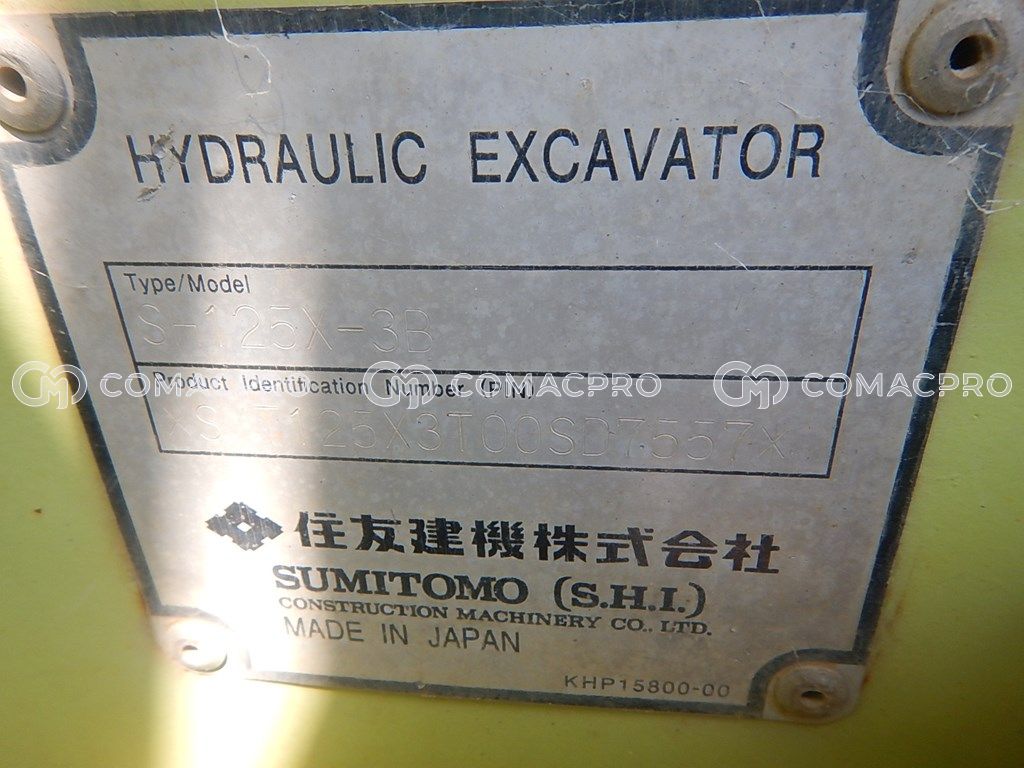 HYDRAULIC EXCAVATOR
Type/Model
S-125X-3B
COMACPRO COMACPRO COMACPRO
Product Identification Number (PIN)
住友建機株式会社
SUMITOMO (S.H.I.)
CONSTRUCTION MACHINERY CO., LTD.
MADE IN JAPAN
KHP15800-00